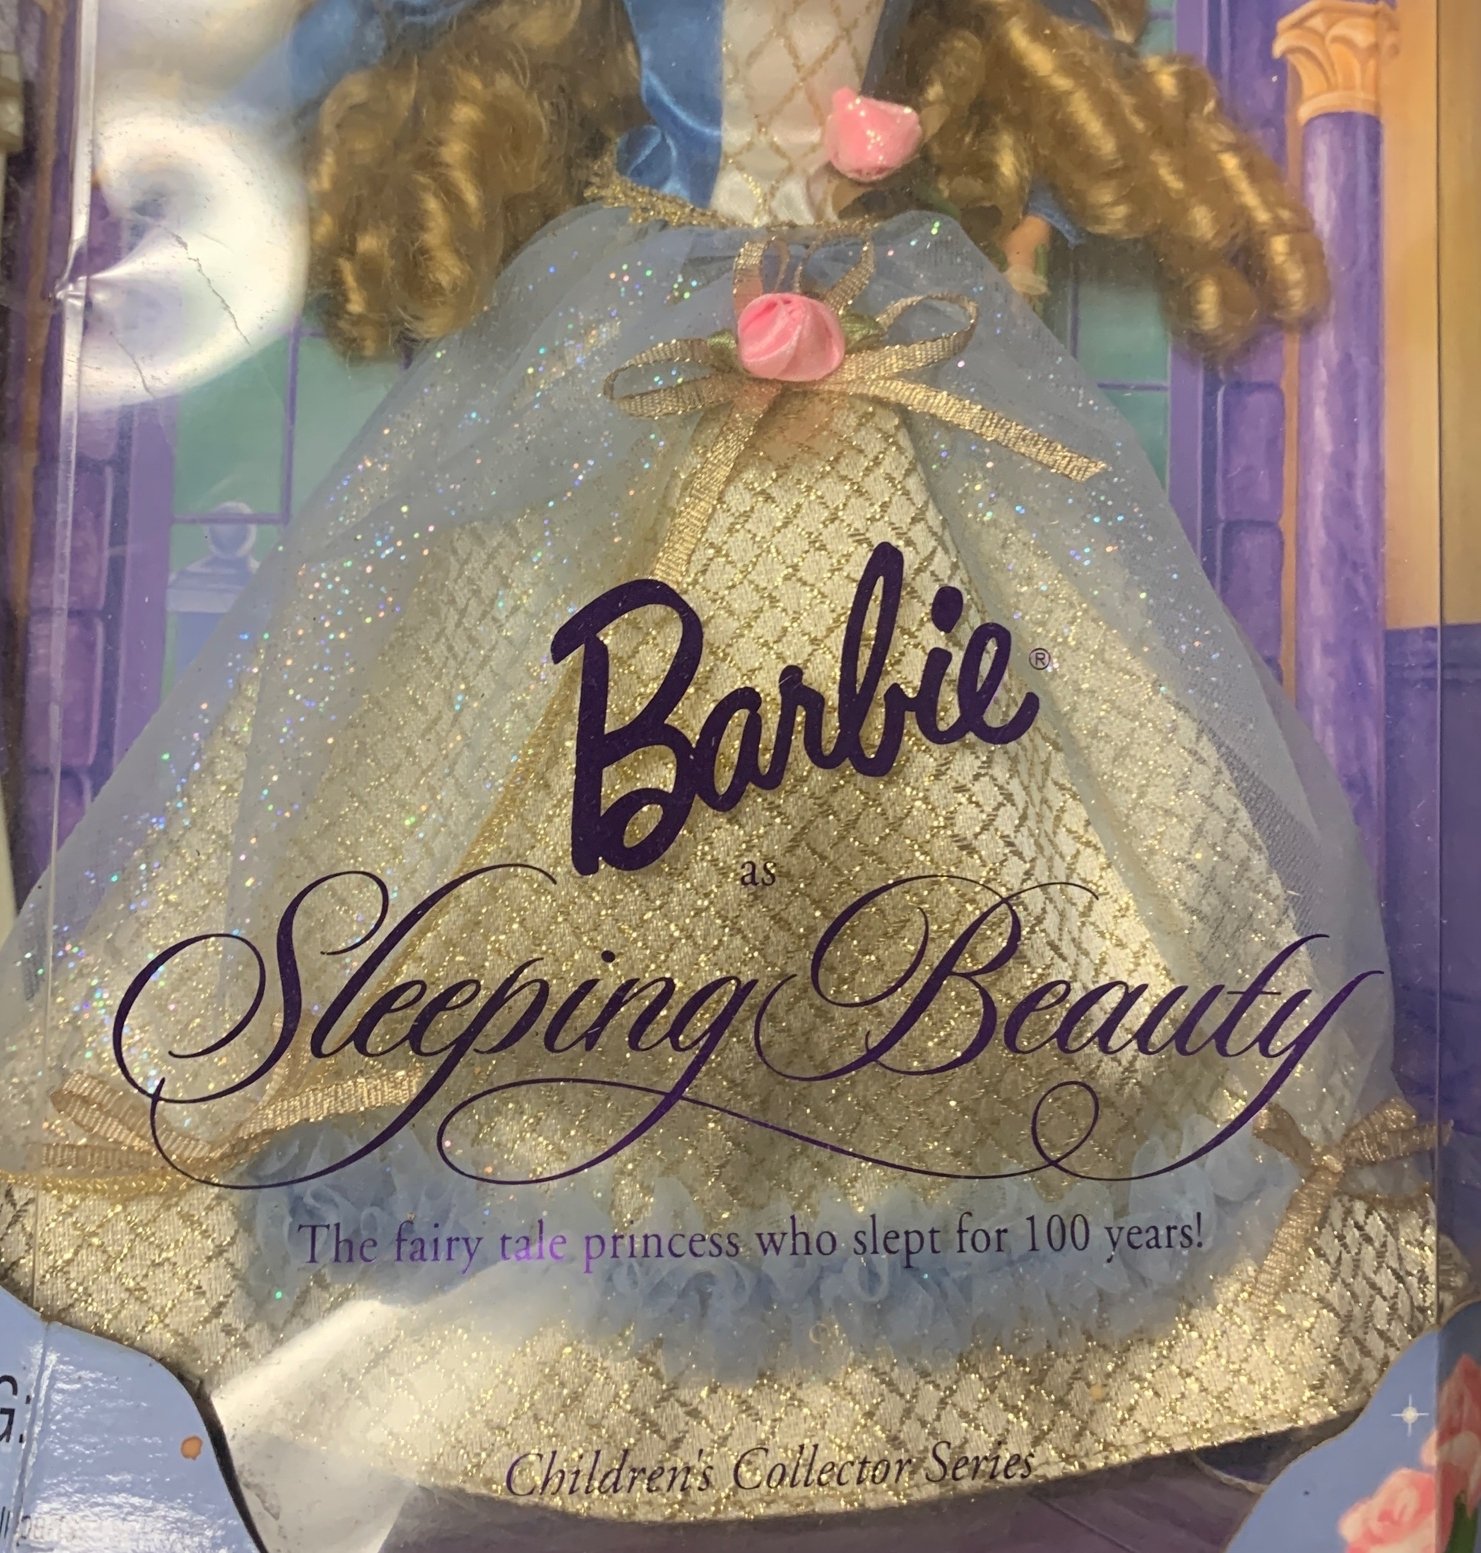 Barbie®
as
Sleeping Beauty
The fairy tale princess who slept for 100 years!
G:
Children's Collector Series